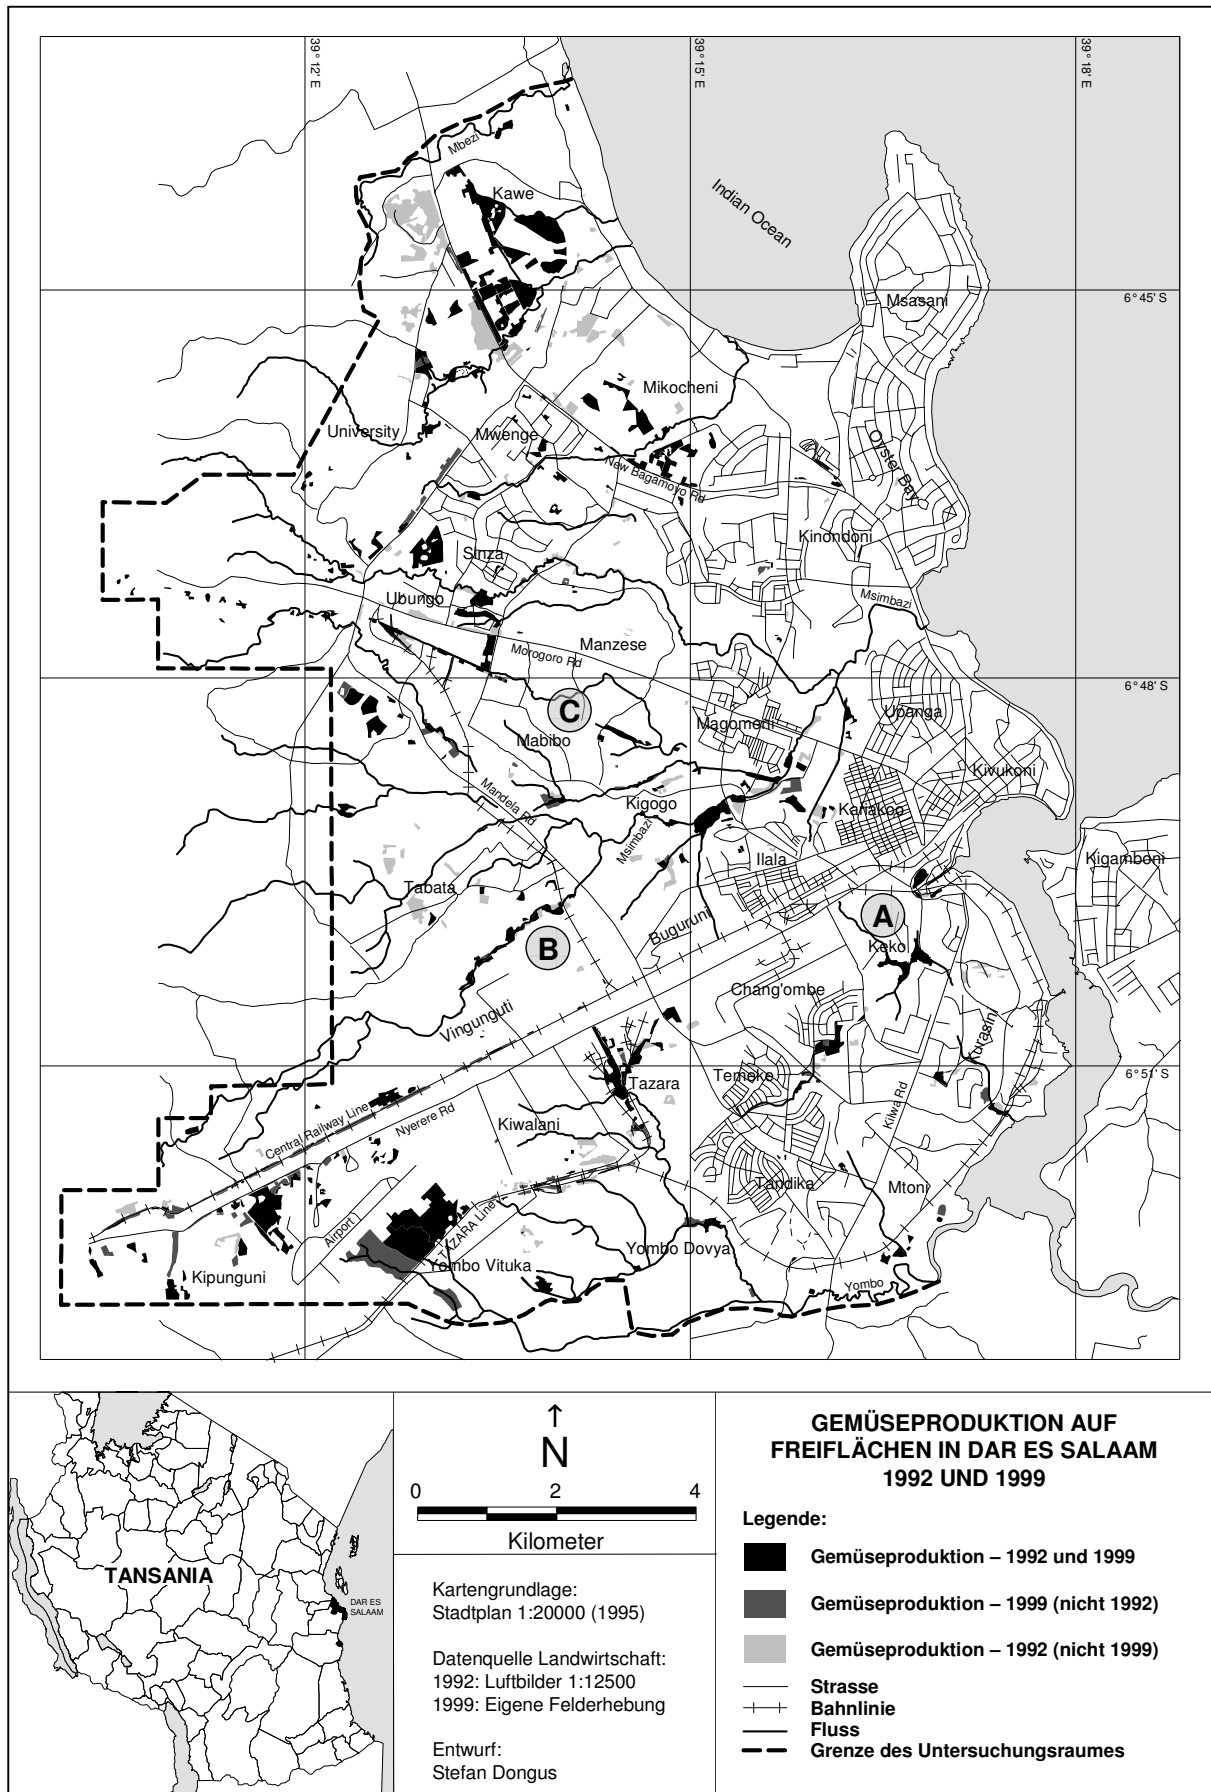 39° 12' E
39° 15' E
39° 18' E
Mbezi
Kawe
Indian Ocean
Msasani
6° 45' S
Mikocheni
University
Mwenge
Oyster Bay
New Bagamoyo Rd
Kinondoni
Sinza
Ubungo
Msimbazi
Manzese
Morogoro Rd
6° 48' S
C
Magomeni
Upanga
Mabibo
Kivukoni
Mandela Rd
Kigogo
Kariakoo
Msimbazi
Ilala
Kigamboni
Tabata
A
Buguruni
B
Keko
Chang'ombe
Vingunguti
Kurasini
Tazara
Temeke
6° 51' S
Central Railway Line
Nyerere Rd
Kiwalani
Kilwa Rd
Tandika
Mtoni
Airport
TAZARA Line
Yombo Dovya
Yombo Vituka
Kipunguni
Yombo
TANSANIA
DAR ES
SALAAM
↑
N
0 2 4
Kilometer
Kartengrundlage:
Stadtplan 1:20000 (1995)
Datenquelle Landwirtschaft:
1992: Luftbilder 1:12500
1999: Eigene Felderhebung
Entwurf:
Stefan Dongus
GEMÜSEPRODUKTION AUF
FREIFLÄCHEN IN DAR ES SALAAM
1992 UND 1999
Legende:
Gemüseproduktion – 1992 und 1999
Gemüseproduktion – 1999 (nicht 1992)
Gemüseproduktion – 1992 (nicht 1999)
Strasse
Bahnlinie
Fluss
Grenze des Untersuchungsraumes